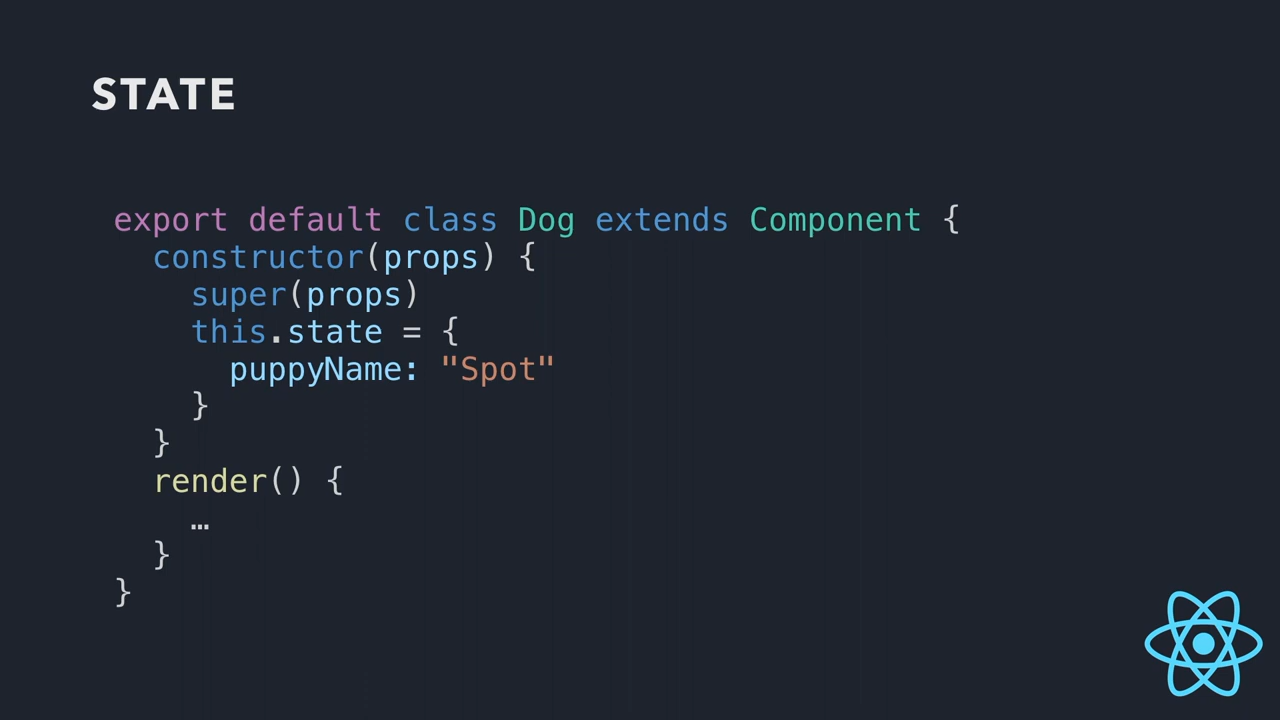 STATE
export default class Dog extends Component {
  constructor(props) {
    super(props)
    this.state = {
      puppyName: "Spot"
    }
  }
  render() {
    …
  }
}